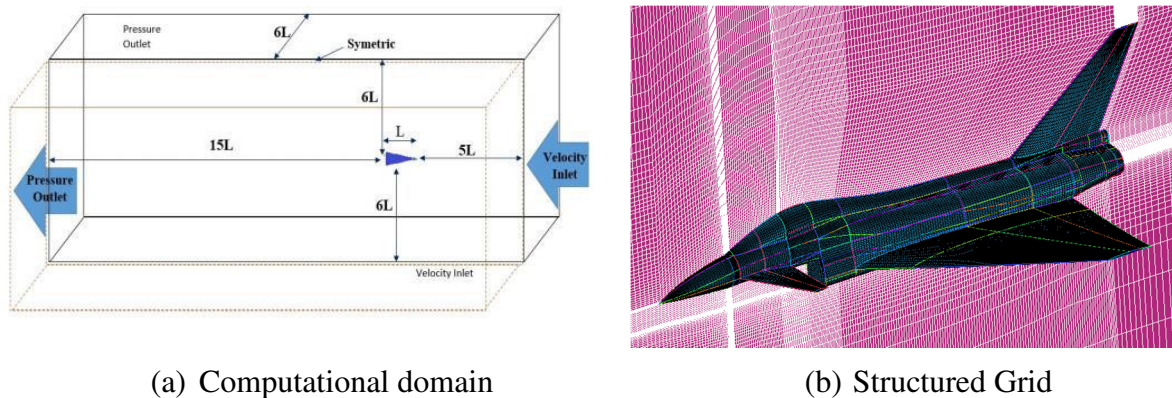 Pressure
Outlet
6L
Symetric
6L
L
15L
5L
Velocity
Inlet
Pressure
Outlet
6L
Velocity Inlet
(a) Computational domain
(b) Structured Grid